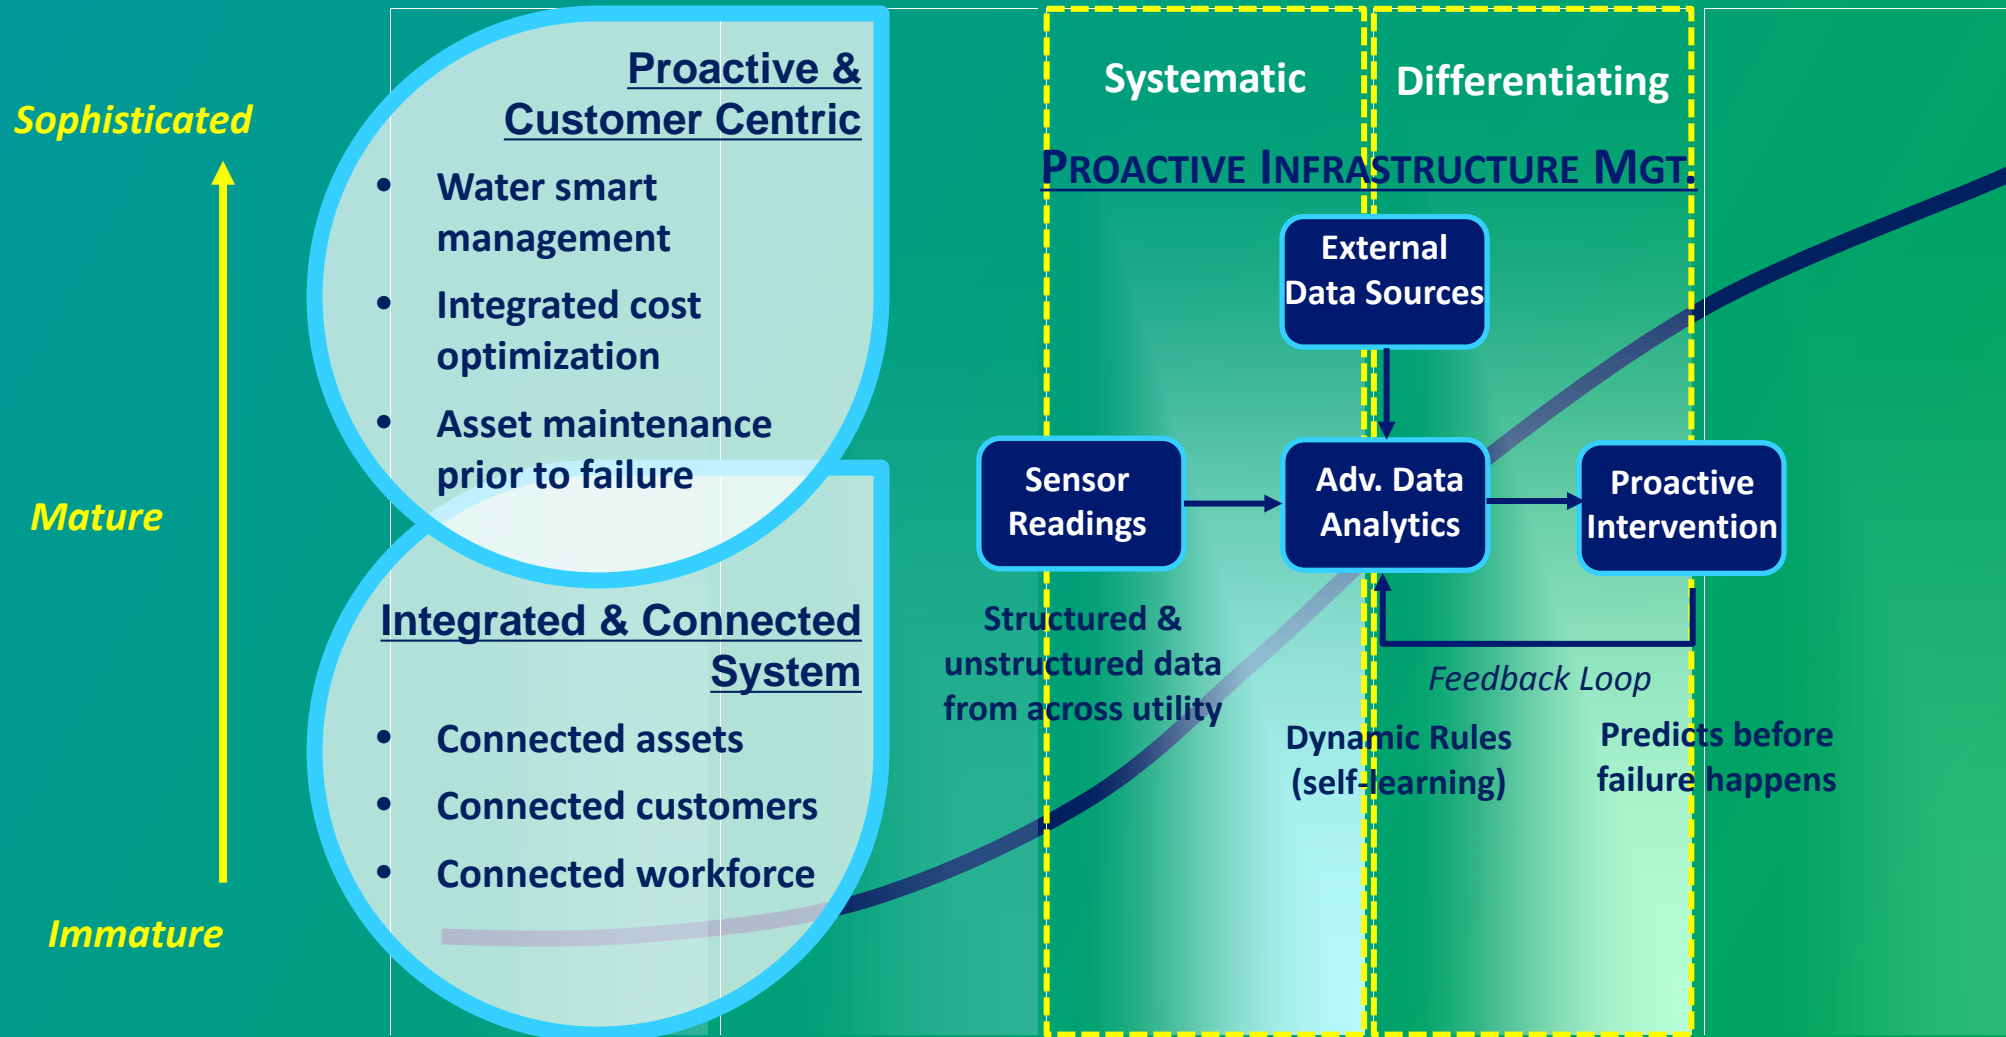 Sophisticated
Mature
Immature
Proactive &
Customer Centric
• Water smart
management
• Integrated cost
optimization
• Asset maintenance
prior to failure
Integrated & Connected
System
• Connected assets
• Connected customers
• Connected workforce
Systematic
Differentiating
PROACTIVE INFRASTRUCTURE MGT.
External
Data Sources
Sensor
Readings
Adv. Data
Analytics
Proactive
Intervention
Structured &
unstructured data
from across utility
Feedback Loop
Dynamic Rules
(self-learning)
Predicts before
failure happens